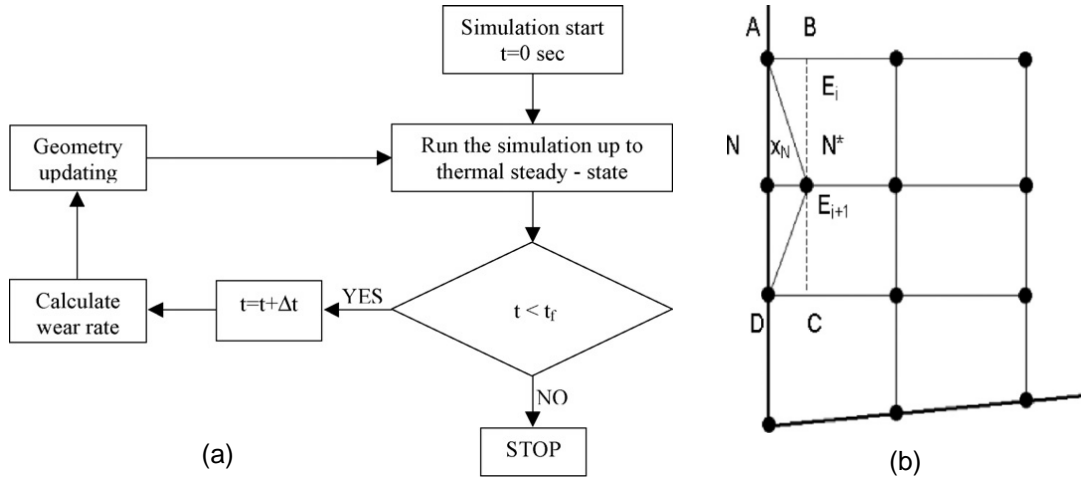 Simulation start
t=0 sec
Run the simulation up to
thermal steady - state
Geometry
updating
Calculate
wear rate
t=t+Δt
YES
t < tf
NO
STOP
(a)
A B
Ei
N xN N*
Ei+1
D C
(b)